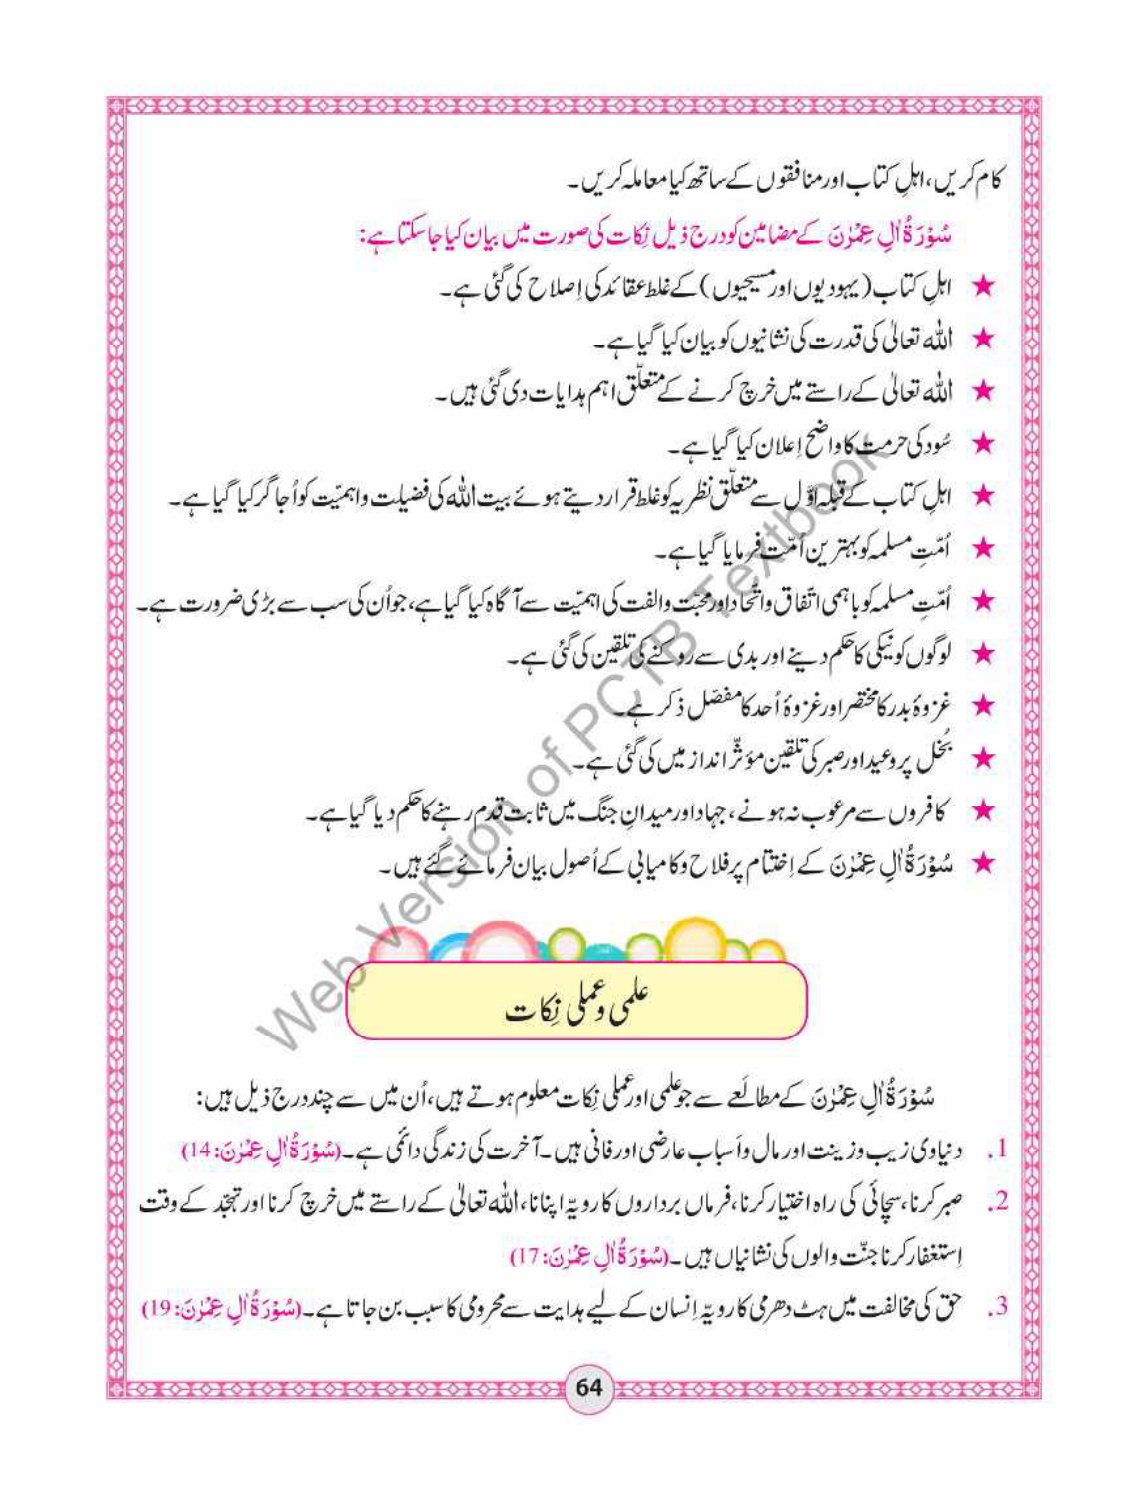 کام کریں، اہلِ کتاب اور منافقوں کے ساتھ کیا معاملہ کریں۔
سُوْرَۃُ اٰلِ عِمْرٰنَ کے مضامین کو درج ذیل نِکات کی صورت میں بیان کیا جا سکتا ہے:
★ اہلِ کتاب (یہودیوں اور مسیحیوں) کے غلط عقائد کی اِصلاح کی گئی ہے۔
★ اللہ تعالیٰ کی قدرت کی نشانیوں کو بیان کیا گیا ہے۔
★ اللہ تعالیٰ کے راستے میں خرچ کرنے کے متعلّق اہم ہدایات دی گئی ہیں۔
★ سُود کی حرمت کا واضح اِعلان کیا گیا ہے۔
★ اہلِ کتاب کے قبلہ اوّل سے متعلّق نظریہ کو غلط قرار دیتے ہوئے بیت اللہ کی فضیلت و اہمیّت کو اُجاگر کیا گیا ہے۔
★ اُمّتِ مسلمہ کو بہترین اُمّت فرمایا گیا ہے۔
★ اُمّتِ مسلمہ کو باہمی اتّفاق و اتّحاد اور محبّت و الفت کی اہمیّت سے آگاہ کیا گیا ہے، جو اُن کی سب سے بڑی ضرورت ہے۔
★ لوگوں کو نیکی کا حکم دینے اور بدی سے روکنے کی تلقین کی گئی ہے۔
★ غزوۂ بدر کا مختصر اور غزوۂ اُحد کا مفصّل ذکر ہے۔
★ بُخل پر وعید اور صبر کی تلقین مؤثّر انداز میں کی گئی ہے۔
★ کافروں سے مرعوب نہ ہونے، جہاد اور میدانِ جنگ میں ثابت قدم رہنے کا حکم دیا گیا ہے۔
★ سُوْرَۃُ اٰلِ عِمْرٰنَ کے اِختتام پر فلاح و کامیابی کے اُصول بیان فرمائے گئے ہیں۔
علمی و عملی نِکات
سُوْرَۃُ اٰلِ عِمْرٰنَ کے مطالَعے سے جو علمی اور عملی نِکات معلوم ہوتے ہیں، اُن میں سے چند درج ذیل ہیں:
1. دنیاوی زیب و زینت اور مال و اَسباب عارضی اور فانی ہیں۔ آخرت کی زندگی دائمی ہے۔ (سُوْرَۃُ اٰلِ عِمْرٰنَ: 14)
2. صبر کرنا، سچائی کی راہ اختیار کرنا، فرماں برداروں کا رویّہ اپنانا، اللہ تعالیٰ کے راستے میں خرچ کرنا اور تہجّد کے وقت
اِستغفار کرنا جنّت والوں کی نشانیاں ہیں۔ (سُوْرَۃُ اٰلِ عِمْرٰنَ: 17)
3. حق کی مخالفت میں ہٹ دھرمی کا رویّہ اِنسان کے لیے ہدایت سے محرومی کا سبب بن جاتا ہے۔ (سُوْرَۃُ اٰلِ عِمْرٰنَ: 19)
64
Web Version of PCTB Textbook